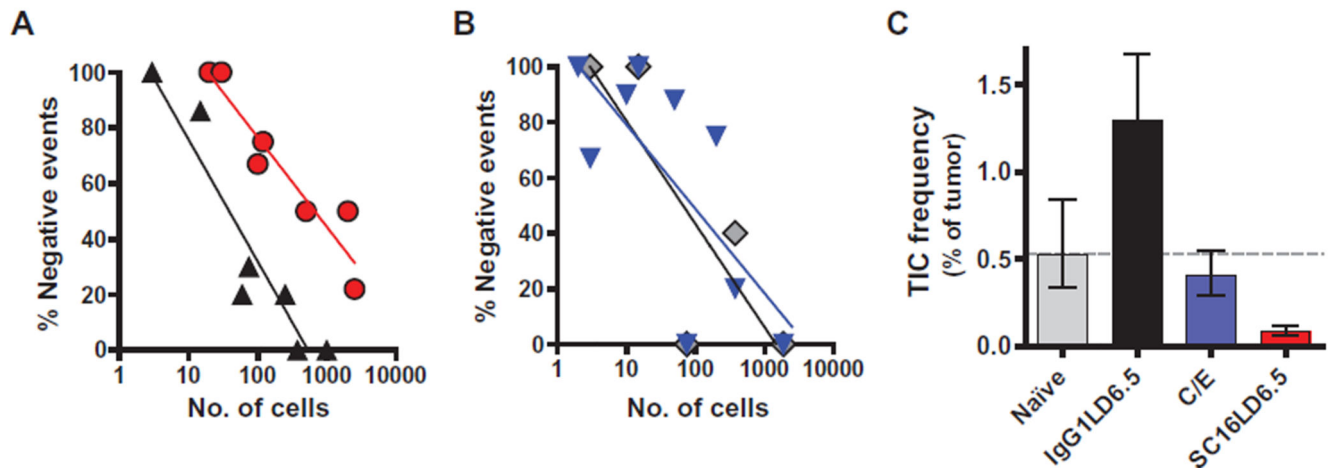 A
% Negative events
100
80
60
40
20
0
1
10
100
1000
10000
No. of cells
B
% Negative events
100
80
60
40
20
0
1
10
100
1000
10000
No. of cells
C
TIC frequency
(% of tumor)
1.5
1.0
0.5
0.0
Naïve
IgG1LD6.5
C/E
SC16LD6.5